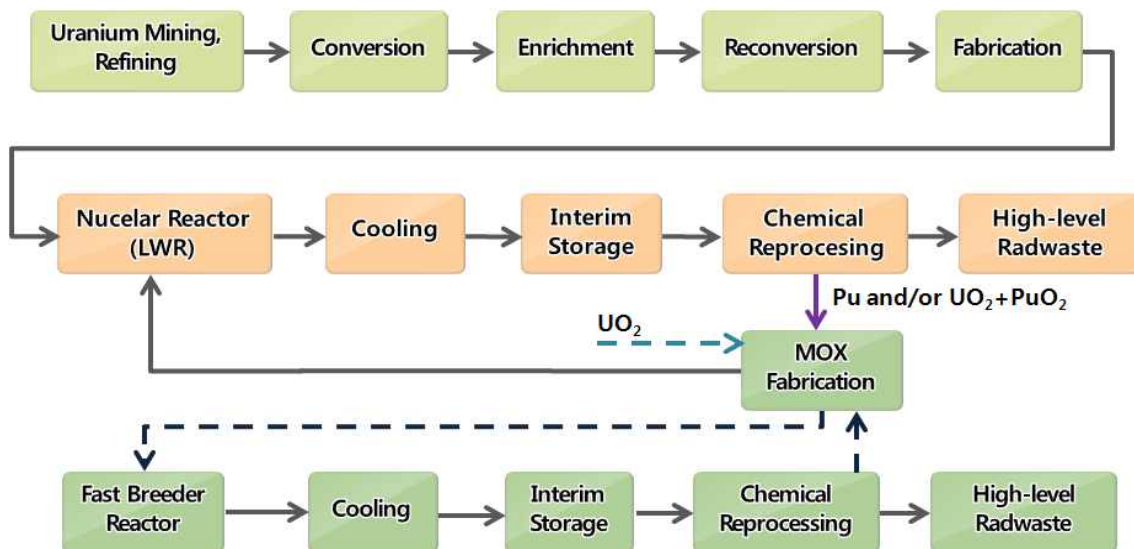 Uranium Mining,
Refining
Conversion
Enrichment
Reconversion
Fabrication
Nucelar Reactor
(LWR)
Cooling
Interim
Storage
Chemical
Reprocesing
High-level
Radwaste
Pu and/or UO₂+PuO₂
UO₂
MOX
Fabrication
Fast Breeder
Reactor
Cooling
Interim
Storage
Chemical
Reprocessing
High-level
Radwaste